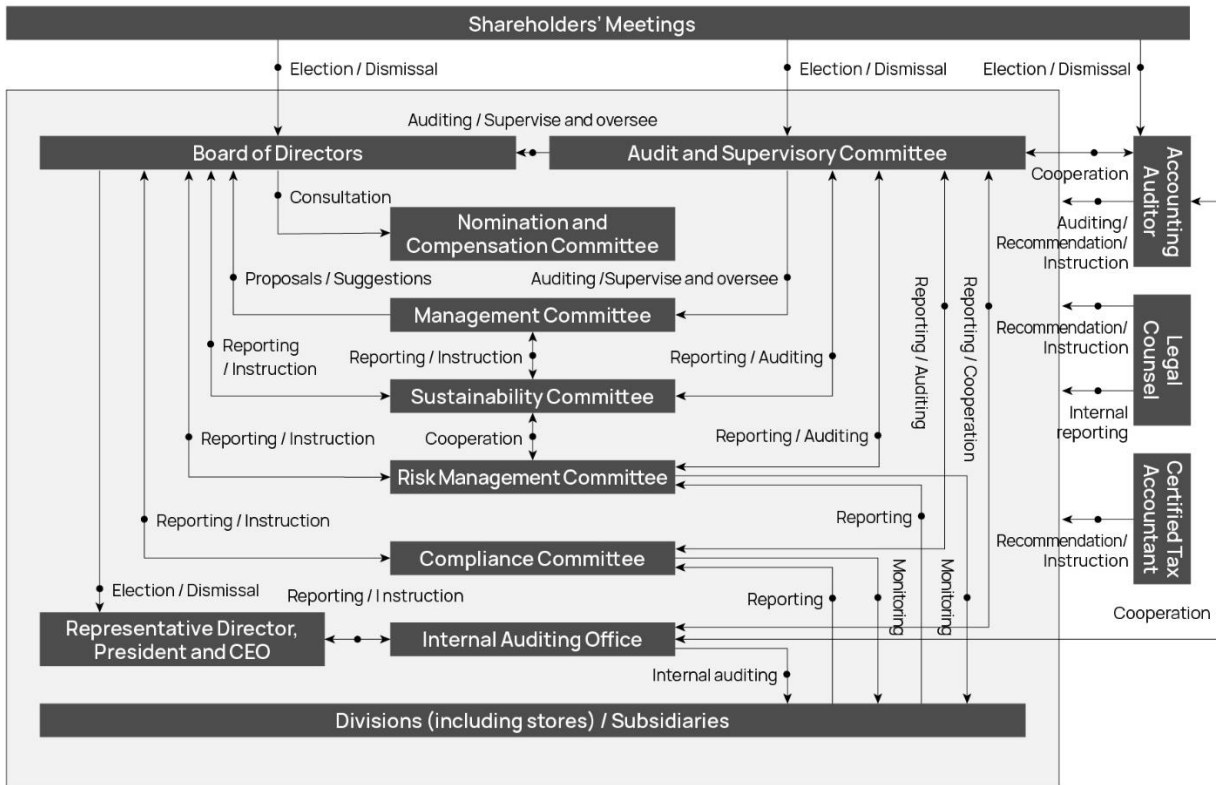 Shareholders' Meetings
Election / Dismissal
Election / Dismissal
Election / Dismissal
Auditing / Supervise and oversee
Board of Directors
Audit and Supervisory Committee
Accounting
Auditor
Cooperation
Consultation
Nomination and
Compensation Committee
Auditing/
Recommendation/
Instruction
Proposals / Suggestions
Auditing /Supervise and oversee
Management Committee
Reporting / Auditing
Reporting / Cooperation
Recommendation/
Instruction
Legal
Counsel
Reporting
/ Instruction
Reporting / Instruction
Reporting / Auditing
Sustainability Committee
Internal
reporting
Reporting / Instruction
Cooperation
Reporting / Auditing
Risk Management Committee
Certified Tax
Accountant
Reporting / Instruction
Reporting
Recommendation/
Instruction
Compliance Committee
Monitoring
Monitoring
Election / Dismissal
Reporting / Instruction
Reporting
Cooperation
Representative Director,
President and CEO
Internal Auditing Office
Internal auditing
Divisions (including stores) / Subsidiaries